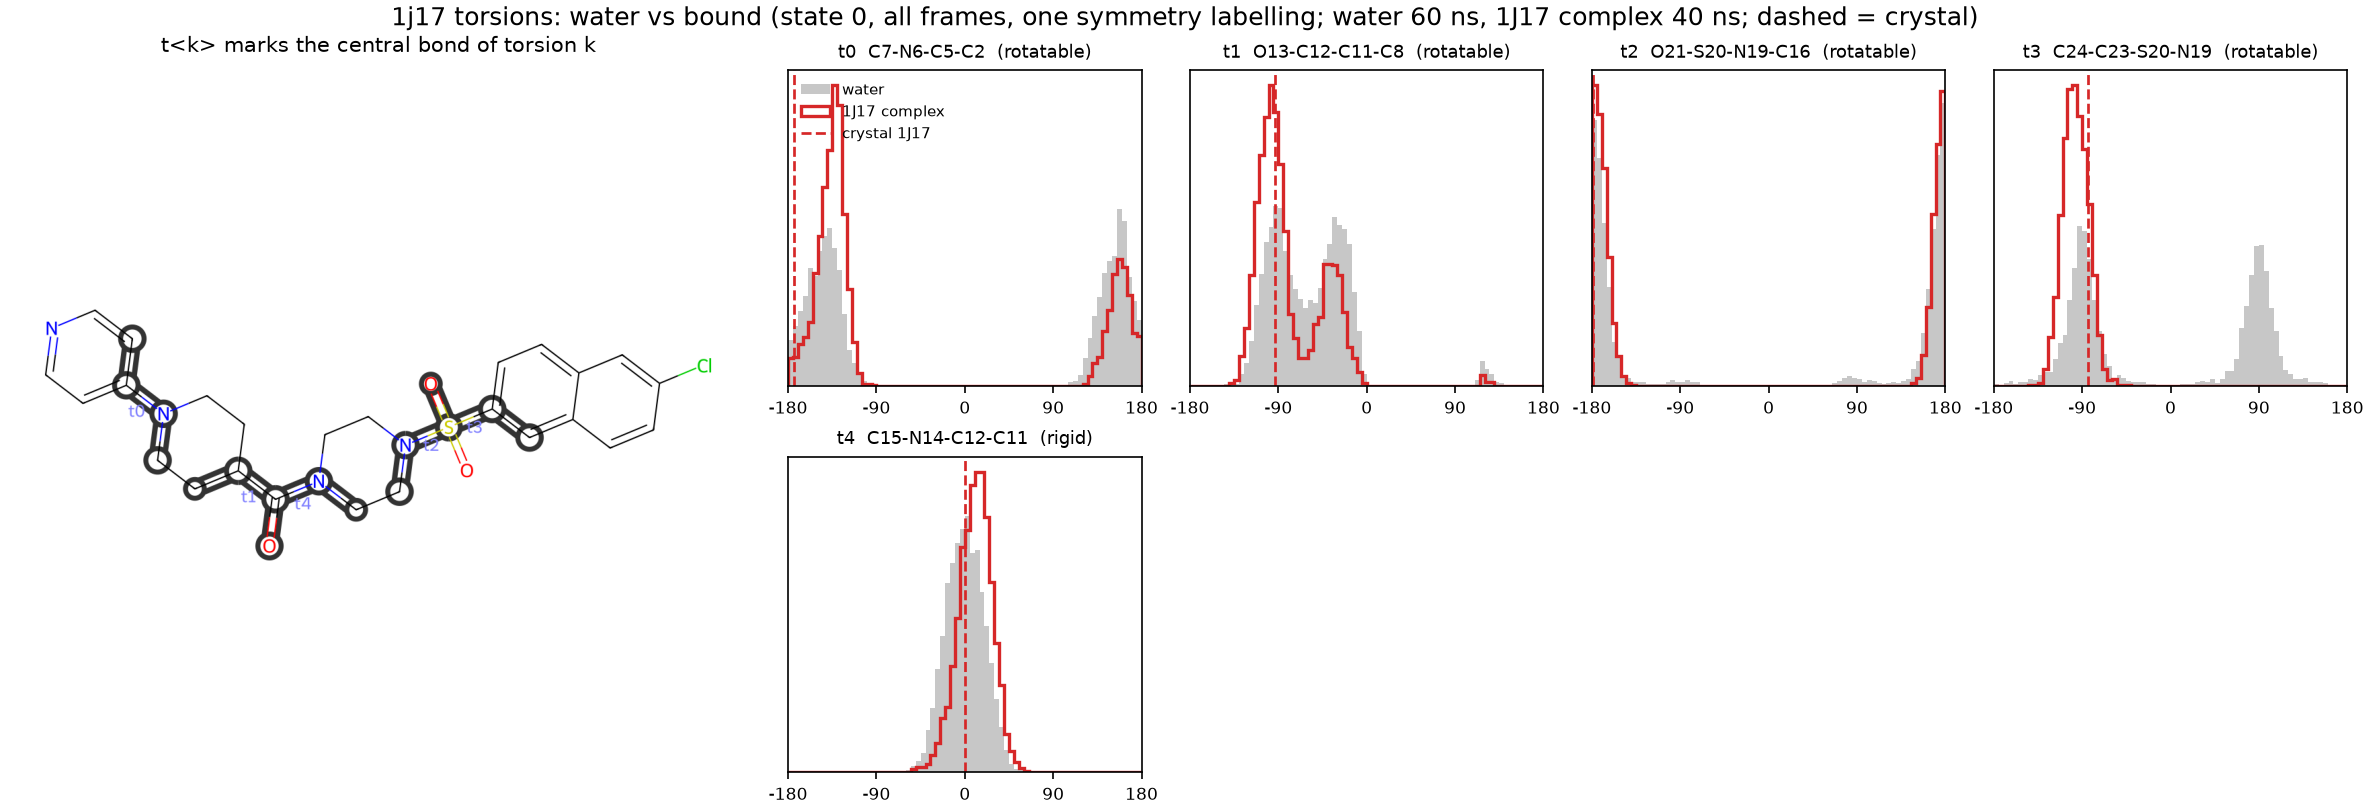 1j17 torsions: water vs bound (state 0, all frames, one symmetry labelling; water 60 ns, 1J17 complex 40 ns; dashed = crystal)
t<k> marks the central bond of torsion k
t0 C7-N6-C5-C2 (rotatable)
t1 O13-C12-C11-C8 (rotatable)
t2 O21-S20-N19-C16 (rotatable)
t3 C24-C23-S20-N19 (rotatable)
water
1J17 complex
crystal 1J17
-180 -90 0 90 180
-180 -90 0 90 180
-180 -90 0 90 180
-180 -90 0 90 180
t4 C15-N14-C12-C11 (rigid)
-180 -90 0 90 180
N
Cl
O
t0
N
S
t3
N
t2
O
N
t1
t4
O